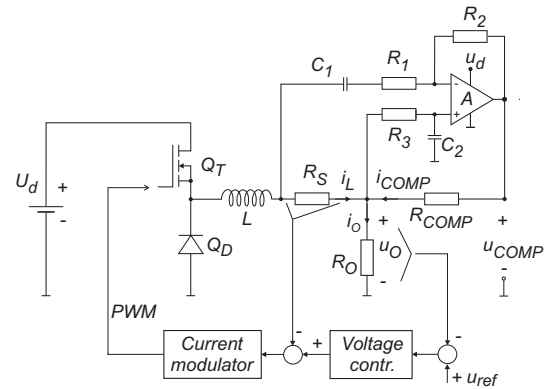 R2
C1
R1
ud
-
A
+
R3
C2
Ud
+
-
QT
L
RS
iL
iCOMP
RCOMP
iO
+
uO
-
+
uCOMP
-
QD
RO
PWM
Current
modulator
-
+
Voltage
contr.
-
+ uref